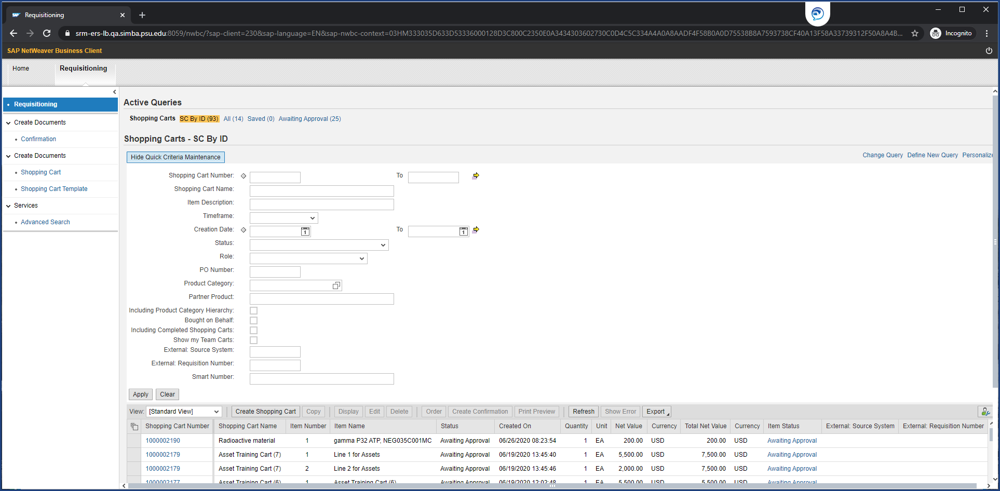 Requisitioning
srm-ers-lb.qa.simba.psu.edu:8059/nwbc/?sap-client=230&sap-language=EN&sap-nwbc-context=03HM333035D633D53336000128D3C800C2350E0A3434303602730C0D4C5C334A4A0A8AADF4F58B0A0D75538B8A7593738CF40A13F58A33739312F50A8A4B...
Incognito
SAP NetWeaver Business Client
Home Requisitioning
Requisitioning
Create Documents
Confirmation
Create Documents
Shopping Cart
Shopping Cart Template
Services
Advanced Search
Active Queries
Shopping Carts SC By ID (93) All (14) Saved (0) Awaiting Approval (25)
Shopping Carts - SC By ID
Hide Quick Criteria Maintenance
Change Query Define New Query Personalize
Shopping Cart Number: To
Shopping Cart Name:
Item Description:
Timeframe:
Creation Date: 1 To 1
Status:
Role:
PO Number:
Product Category:
Partner Product:
Including Product Category Hierarchy:
Bought on Behalf:
Including Completed Shopping Carts:
Show my Team Carts:
External: Source System:
External: Requisition Number:
Smart Number:
Apply Clear
View: [Standard View] Create Shopping Cart Copy Display Edit Delete Order Create Confirmation Print Preview Refresh Show Error Export
Shopping Cart Number Shopping Cart Name Item Number Item Name Status Created On Quantity Unit Net Value Currency Total Net Value Currency Item Status External: Source System External: Requisition Number
1000002190 Radioactive material 1 gamma P32 ATP, NEG035C001MC Awaiting Approval 06/26/2020 08:23:54 1 EA 200.00 USD 200.00 USD Awaiting Approval
1000002179 Asset Training Cart (7) 1 Line 1 for Assets Awaiting Approval 06/19/2020 13:45:40 1 EA 5,500.00 USD 7,500.00 USD Awaiting Approval
1000002179 Asset Training Cart (7) 2 Line 2 for Assets Awaiting Approval 06/19/2020 13:45:46 1 EA 2,000.00 USD 7,500.00 USD Awaiting Approval
1000002177 Asset Training Cart (6) 1 Asset Training Cart (6) Awaiting Approval 06/19/2020 12:02:48 1 EA 5,500.00 USD 5,500.00 USD Awaiting Approval